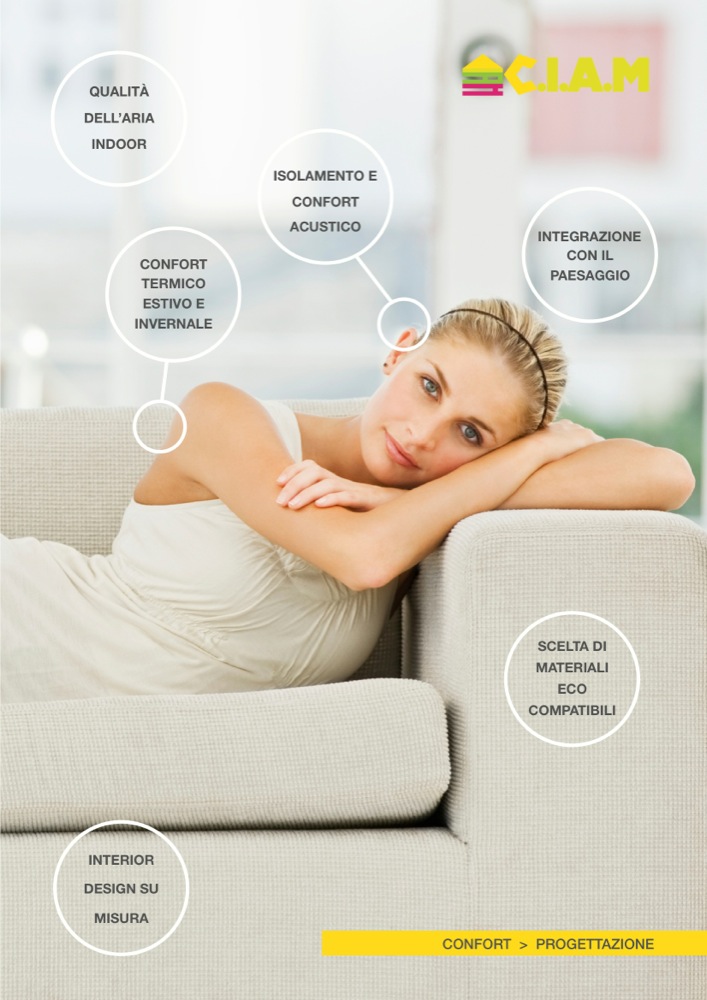 C.I.A.M
QUALITÀ
DELL'ARIA
INDOOR
ISOLAMENTO E
CONFORT
ACUSTICO
INTEGRAZIONE
CON IL
PAESAGGIO
CONFORT
TERMICO
ESTIVO E
INVERNALE
SCELTA DI
MATERIALI
ECO
COMPATIBILI
INTERIOR
DESIGN SU
MISURA
CONFORT > PROGETTAZIONE